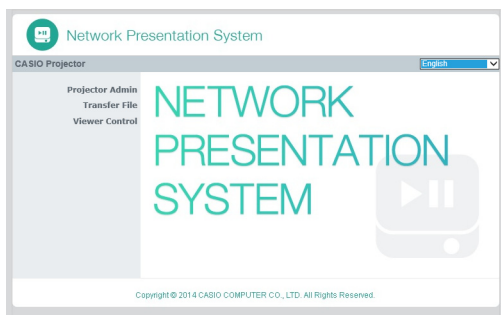 Network Presentation System
CASIO Projector
English
Projector Admin
Transfer File
Viewer Control
NETWORK
PRESENTATION
SYSTEM
Copyright © 2014 CASIO COMPUTER CO., LTD. All Rights Reserved.